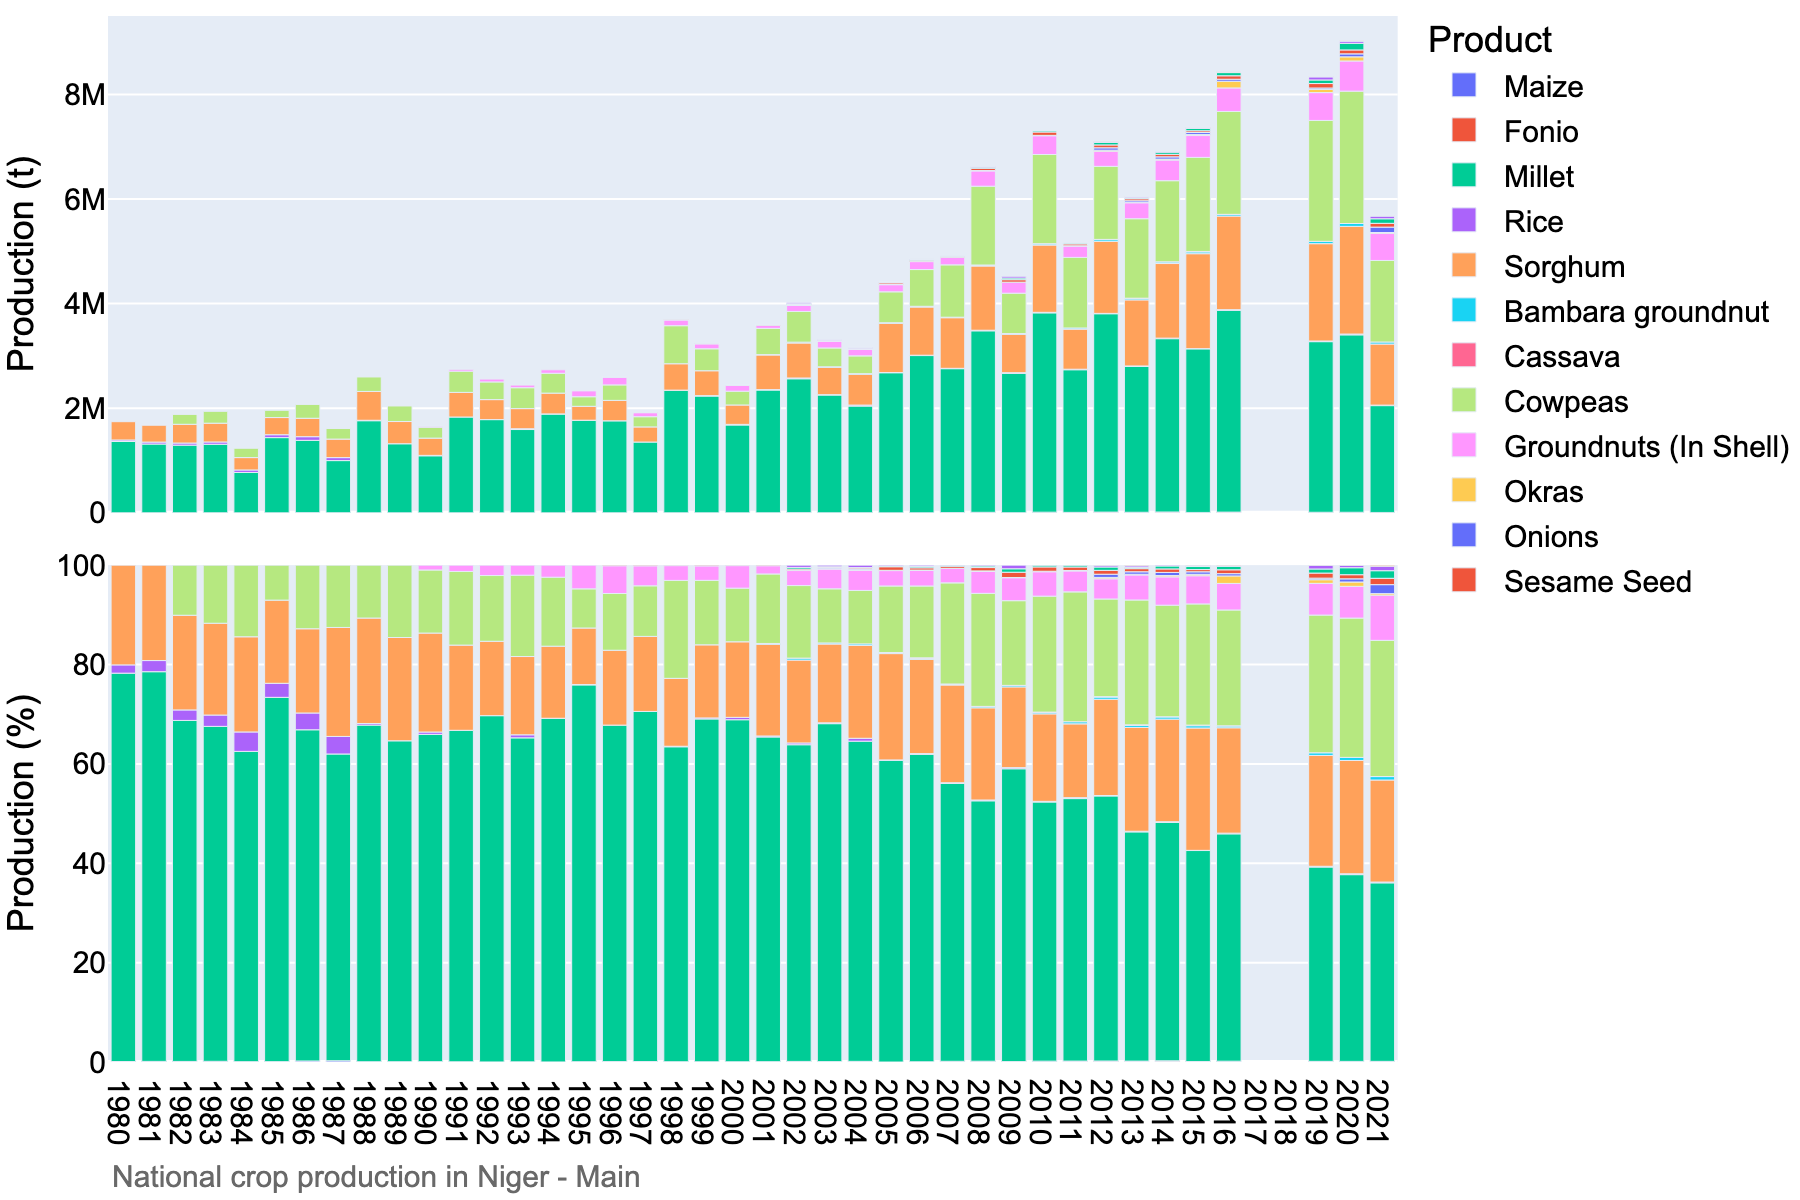 Production (t)
8M
6M
4M
2M
0
Production (%)
100
80
60
40
20
0
1980 1981 1982 1983 1984 1985 1986 1987 1988 1989 1990 1991 1992 1993 1994 1995 1996 1997 1998 1999 2000 2001 2002 2003 2004 2005 2006 2007 2008 2009 2010 2011 2012 2013 2014 2015 2016 2017 2018 2019 2020 2021
National crop production in Niger - Main
Product
Maize
Fonio
Millet
Rice
Sorghum
Bambara groundnut
Cassava
Cowpeas
Groundnuts (In Shell)
Okras
Onions
Sesame Seed